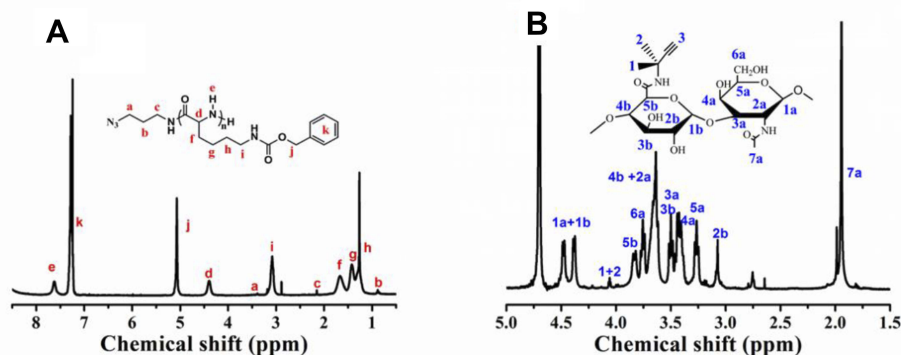 A
B
e
H
O
a
c
d
N
H
N₃
b
NH
f
h
H
N
O
g
i
O
j
k
k
j
i
h
g
f
e
d
a
c
b
8
7
6
5
4
3
2
1
Chemical shift (ppm)
2
3
1
NH
O
6a
CH₂OH
4b
5b
O
OH
4a
5a
O
O
OH
2b
O
2a
O
O
1b
3a
1a
3b
OH
NH
O
7a
4b +2a
7a
1a+1b
6a
3a
3b
5a
4a
5b
2b
1+2
5.0
4.5
4.0
3.5
3.0
2.5
2.0
1.5
Chemical shift (ppm)